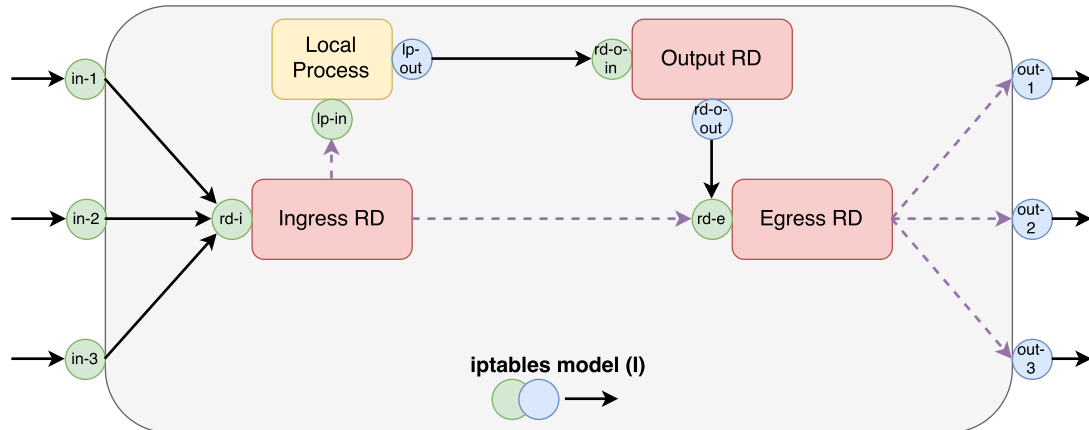 Local
Process
lp-
out
rd-o-
in
Output RD
in-1
out-
1
lp-in
rd-o-
out
in-2
rd-i
Ingress RD
rd-e
Egress RD
out-
2
in-3
out-
3
iptables model (I)